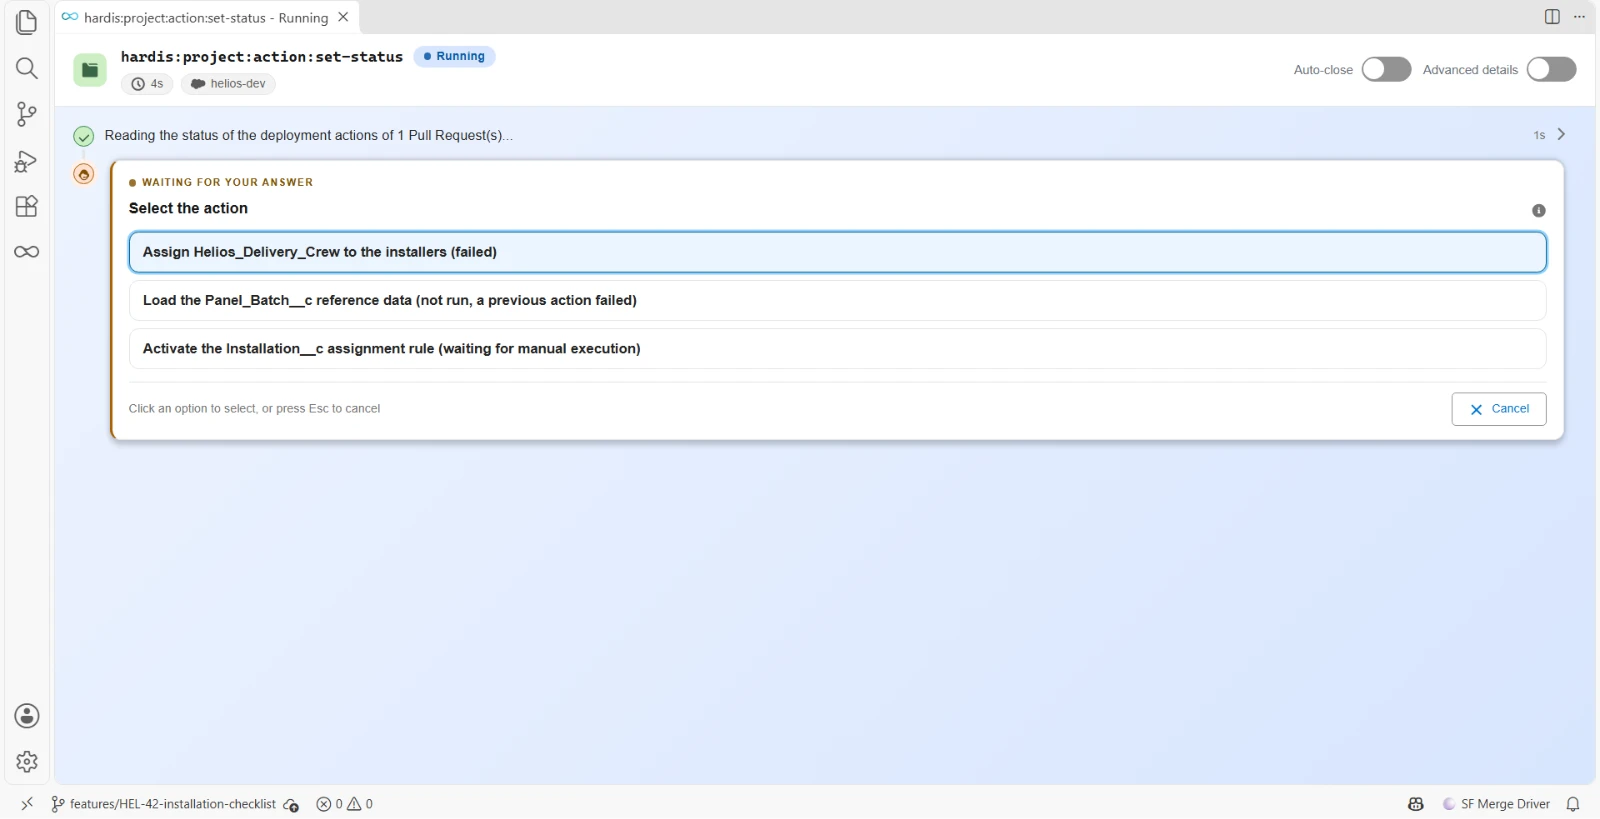 hardis:project:action:set-status - Running
hardis:project:action:set-status
Running
4s
helios-dev
Auto-close
Advanced details
Reading the status of the deployment actions of 1 Pull Request(s)...
1s
WAITING FOR YOUR ANSWER
Select the action
Assign Helios_Delivery_Crew to the installers (failed)
Load the Panel_Batch__c reference data (not run, a previous action failed)
Activate the Installation__c assignment rule (waiting for manual execution)
Click an option to select, or press Esc to cancel
Cancel
features/HEL-42-installation-checklist
0
0
SF Merge Driver